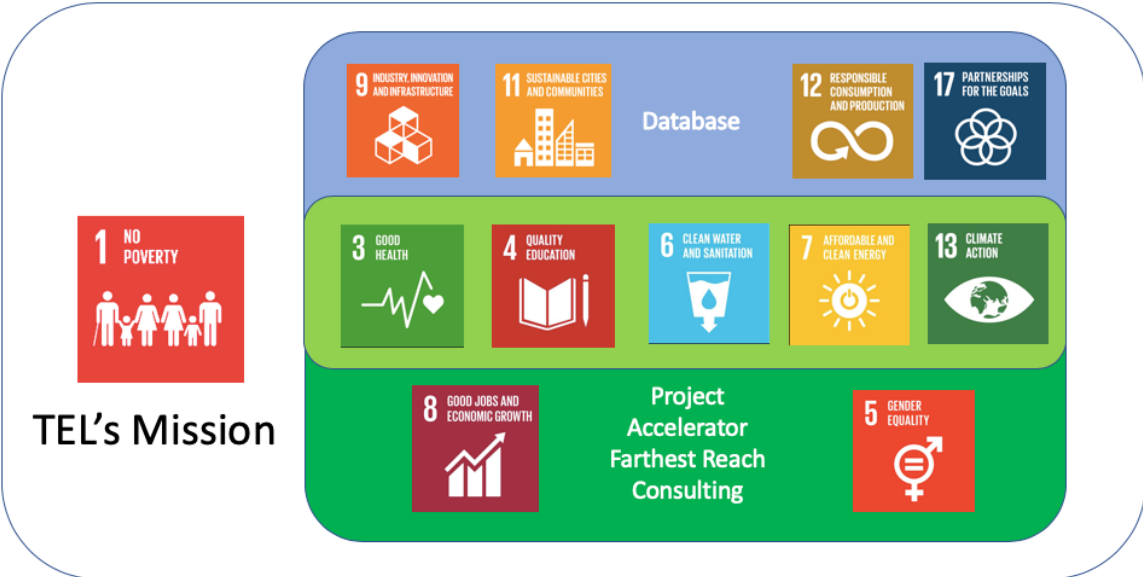 9 INDUSTRY, INNOVATION
AND INFRASTRUCTURE
11 SUSTAINABLE CITIES
AND COMMUNITIES
Database
12 RESPONSIBLE
CONSUMPTION
AND PRODUCTION
17 PARTNERSHIPS
FOR THE GOALS
1 NO
POVERTY
TEL's Mission
3 GOOD
HEALTH
4 QUALITY
EDUCATION
6 CLEAN WATER
AND SANITATION
7 AFFORDABLE AND
CLEAN ENERGY
13 CLIMATE
ACTION
8 GOOD JOBS AND
ECONOMIC GROWTH
Project
Accelerator
Farthest Reach
Consulting
5 GENDER
EQUALITY